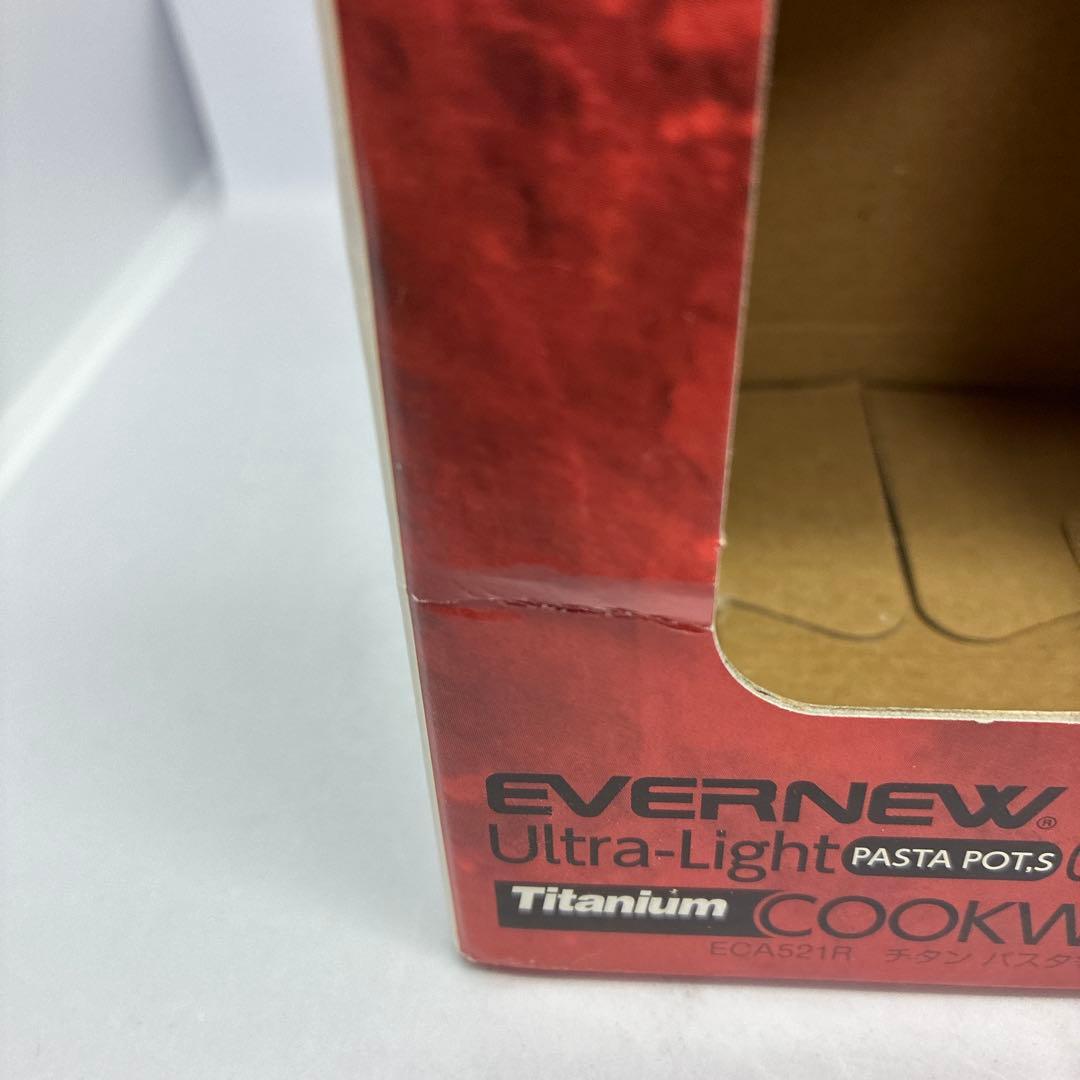 EVERNEW®
Ultra-Light PASTA POT,S
Titanium COOKW
ECA521R チタン パスタ